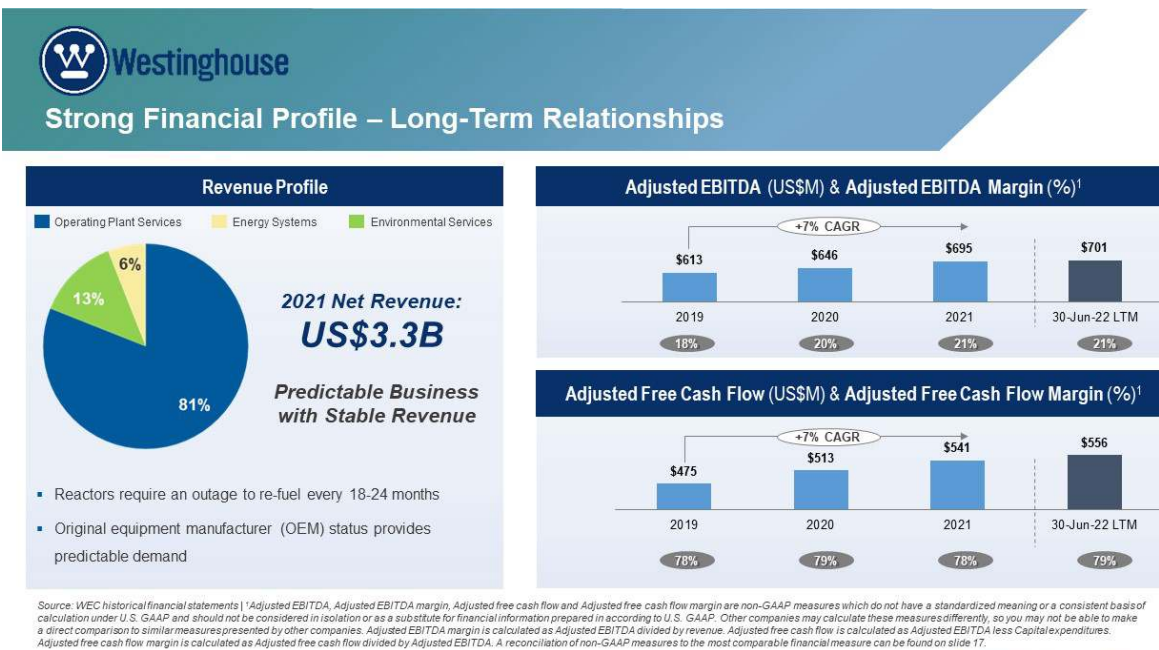 Westinghouse
Strong Financial Profile – Long-Term Relationships
Revenue Profile
Operating Plant Services
Energy Systems
Environmental Services
6%
13%
81%
2021 Net Revenue:
US$3.3B
Predictable Business
with Stable Revenue
▪ Reactors require an outage to re-fuel every 18-24 months
▪ Original equipment manufacturer (OEM) status provides
predictable demand
Adjusted EBITDA (US$M) & Adjusted EBITDA Margin (%)¹
+7% CAGR
$613
$646
$695
$701
2019
2020
2021
30-Jun-22 LTM
18%
20%
21%
21%
Adjusted Free Cash Flow (US$M) & Adjusted Free Cash Flow Margin (%)¹
+7% CAGR
$475
$513
$541
$556
2019
2020
2021
30-Jun-22 LTM
78%
79%
78%
79%
Source: WEC historical financial statements | ¹Adjusted EBITDA, Adjusted EBITDA margin, Adjusted free cash flow and Adjusted free cash flow margin are non-GAAP measures which do not have a standardized meaning or a consistent basis of
calculation under U.S. GAAP and should not be considered in isolation or as a substitute for financial information prepared in according to U.S. GAAP. Other companies may calculate these measures differently, so you may not be able to make
a direct comparison to similar measures presented by other companies. Adjusted EBITDA margin is calculated as Adjusted EBITDA divided by revenue. Adjusted free cash flow is calculated as Adjusted EBITDA less Capital expenditures.
Adjusted free cash flow margin is calculated as Adjusted free cash flow divided by Adjusted EBITDA. A reconciliation of non-GAAP measures to the most comparable financial measure can be found on slide 17.